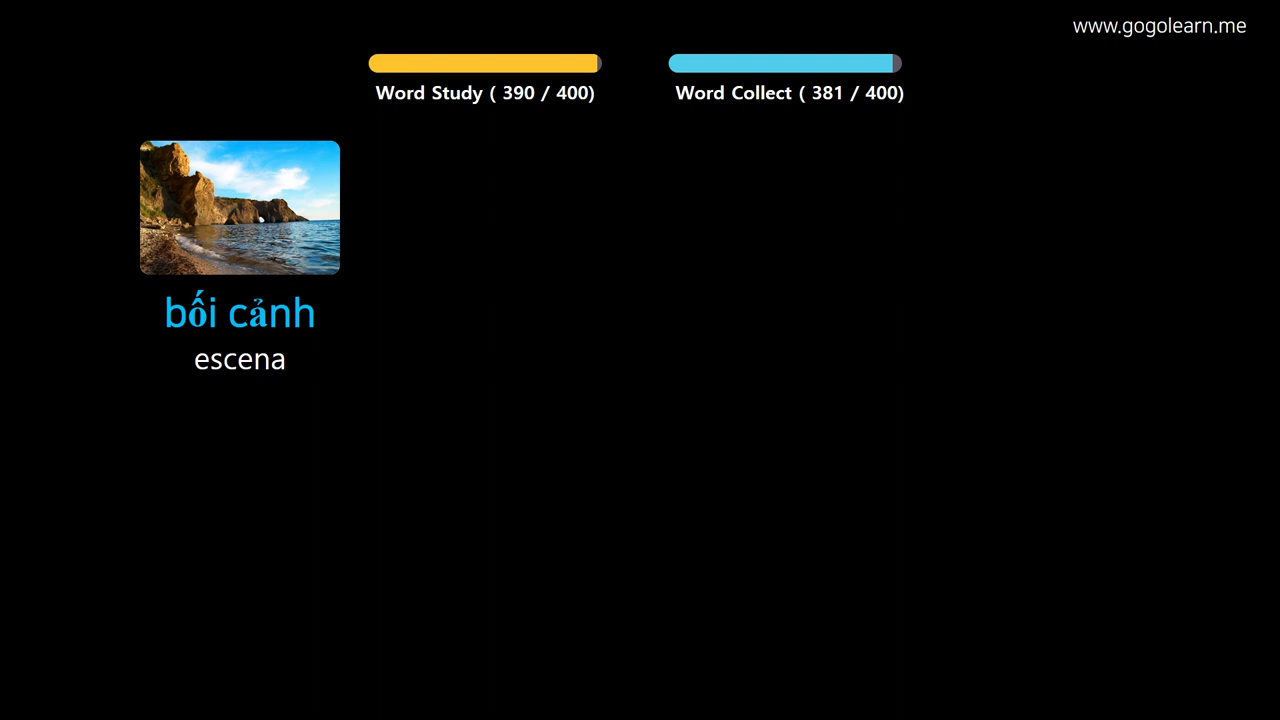 www.gogolearn.me
Word Study ( 390 / 400)
Word Collect ( 381 / 400)
bối cảnh
escena